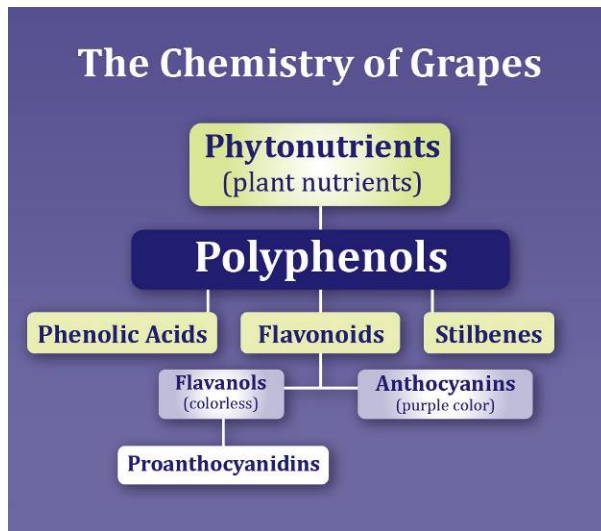 The Chemistry of Grapes
Phytonutrients
(plant nutrients)
Polyphenols
Phenolic Acids
Flavonoids
Stilbenes
Flavanols
(colorless)
Anthocyanins
(purple color)
Proanthocyanidins